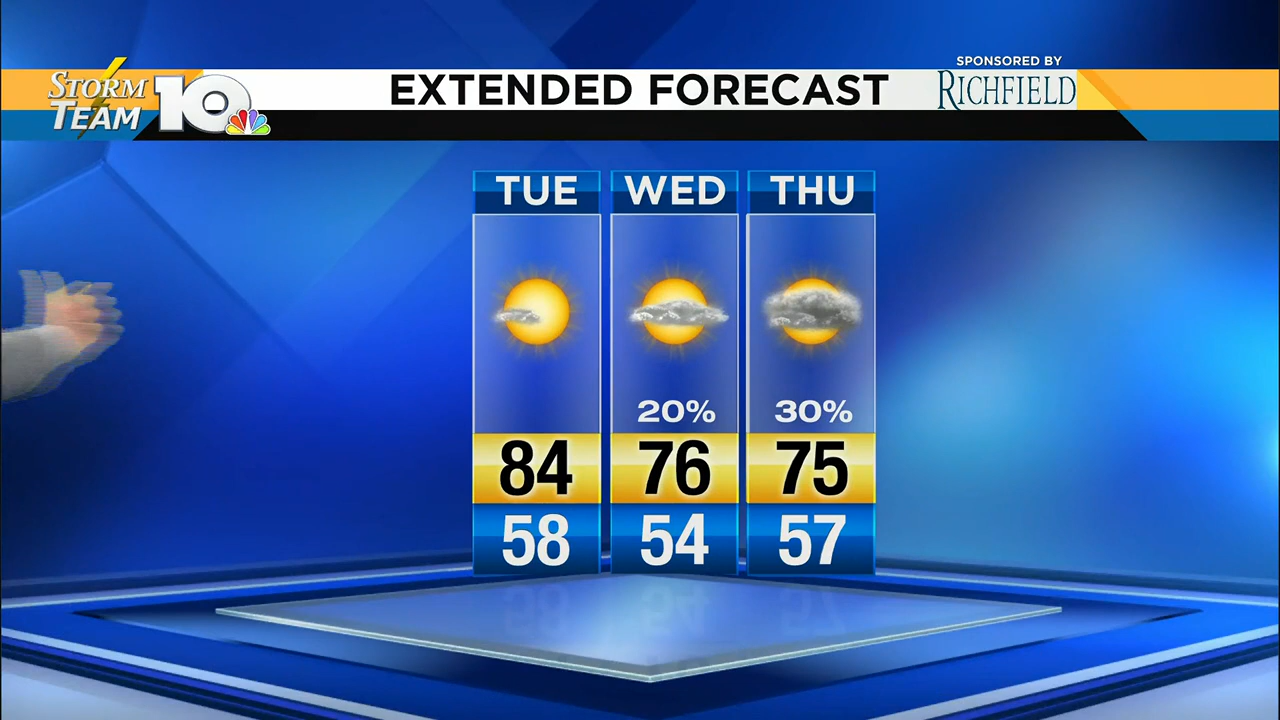 STORM
TEAM
10
EXTENDED FORECAST
SPONSORED BY
RICHFIELD
TUE WED THU
20% 30%
84 76 75
58 54 57